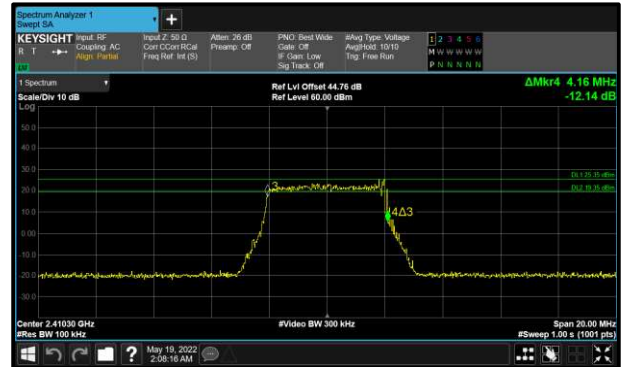 Spectrum Analyzer 1
Swept SA
+
KEYSIGHT Input: RF Input Z: 50 Ω Atten: 26 dB PNO: Best Wide #Avg Type: Voltage 1 2 3 4 5 6
R T Coupling: AC Corr CCorr RCal Preamp: Off Gate: Off Avg|Hold: 10/10 M W W W W W
Align: Partial Freq Ref: Int (S) IF Gain: Low Trig: Free Run
Sig Track: Off P N N N N N
1 Spectrum ΔMkr4 4.16 MHz
Ref Lvl Offset 44.76 dB
Scale/Div 10 dB Ref Level 60.00 dBm -12.14 dB
Log
50.0
40.0
30.0
DL1 25.35 dBm
20.0 3
DL2 19.35 dBm
10.0 4Δ3
0.00
-10.0
-20.0
-30.0
Center 2.41030 GHz #Video BW 300 kHz Span 20.00 MHz
#Res BW 100 kHz #Sweep 1.00 s (1001 pts)
? May 19, 2022
2:08:16 AM